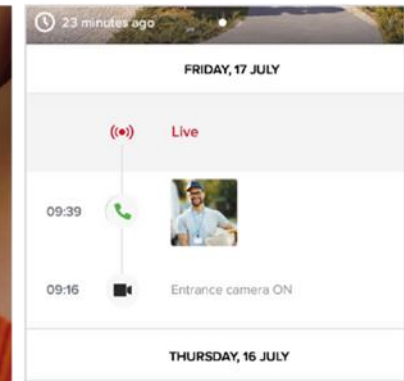 23 minutes ago
FRIDAY, 17 JULY
Live
09:39
09:16 Entrance camera ON
THURSDAY, 16 JULY